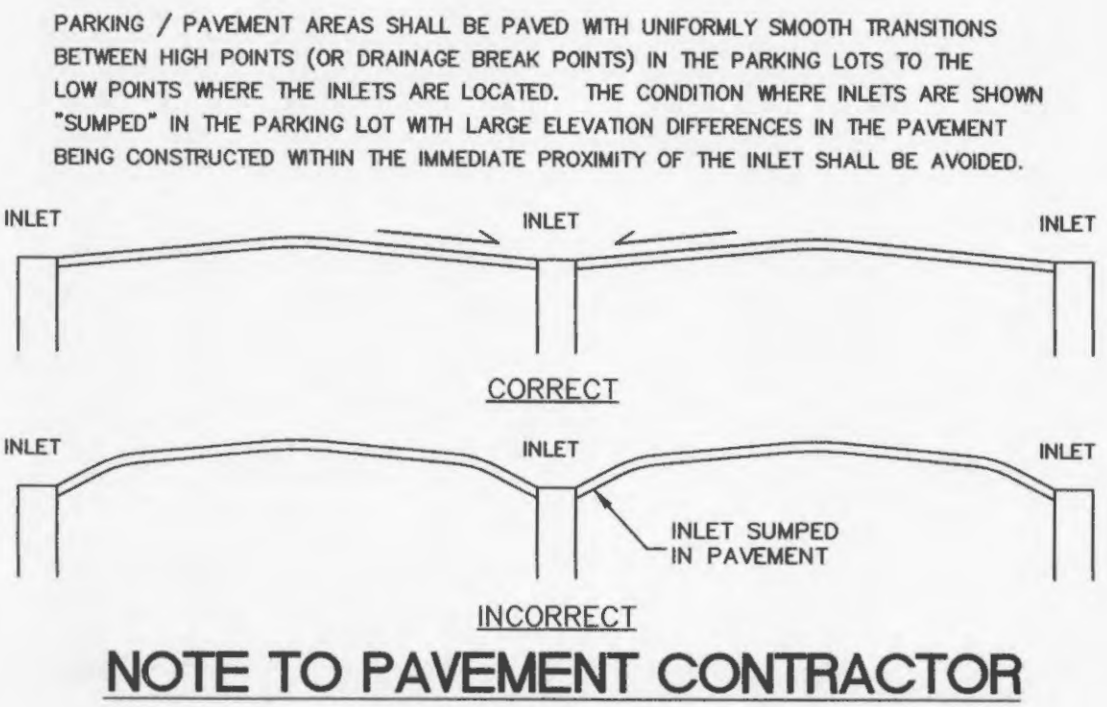 PARKING / PAVEMENT AREAS SHALL BE PAVED WITH UNIFORMLY SMOOTH TRANSITIONS
BETWEEN HIGH POINTS (OR DRAINAGE BREAK POINTS) IN THE PARKING LOTS TO THE
LOW POINTS WHERE THE INLETS ARE LOCATED. THE CONDITION WHERE INLETS ARE SHOWN
"SUMPED" IN THE PARKING LOT WITH LARGE ELEVATION DIFFERENCES IN THE PAVEMENT
BEING CONSTRUCTED WITHIN THE IMMEDIATE PROXIMITY OF THE INLET SHALL BE AVOIDED.
INLET
INLET
INLET
CORRECT
INLET
INLET
INLET
INLET SUMPED
IN PAVEMENT
INCORRECT
NOTE TO PAVEMENT CONTRACTOR